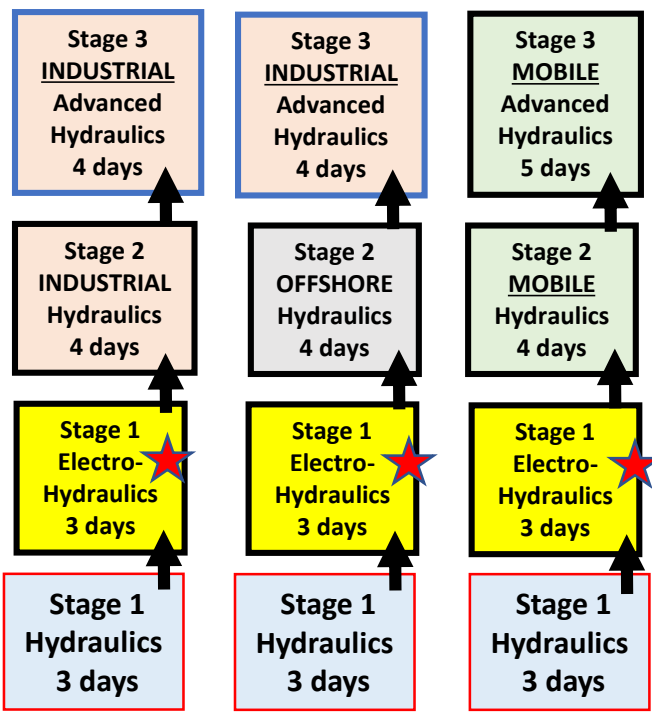 Stage 3
INDUSTRIAL
Advanced
Hydraulics
4 days
Stage 3
INDUSTRIAL
Advanced
Hydraulics
4 days
Stage 3
MOBILE
Advanced
Hydraulics
5 days
Stage 2
INDUSTRIAL
Hydraulics
4 days
Stage 2
OFFSHORE
Hydraulics
4 days
Stage 2
MOBILE
Hydraulics
4 days
Stage 1
Electro-
Hydraulics
3 days
Stage 1
Electro-
Hydraulics
3 days
Stage 1
Electro-
Hydraulics
3 days
Stage 1
Hydraulics
3 days
Stage 1
Hydraulics
3 days
Stage 1
Hydraulics
3 days